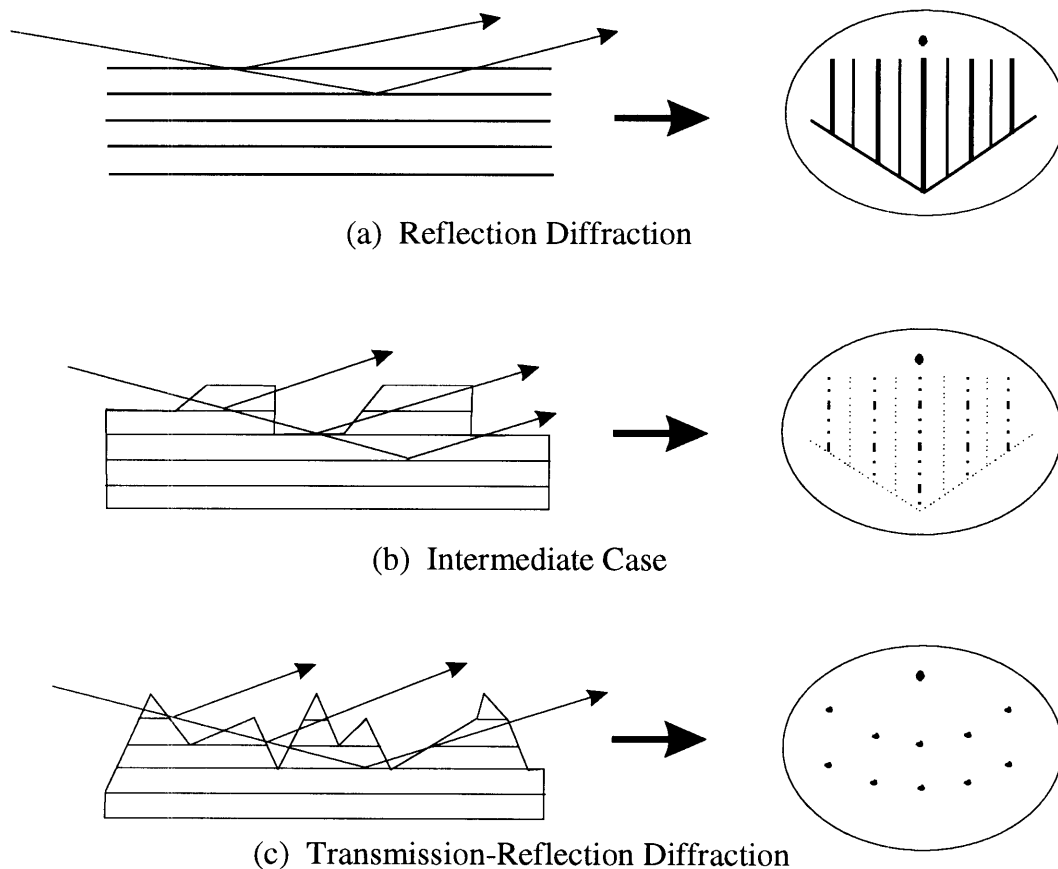 (a) Reflection Diffraction
(b) Intermediate Case
(c) Transmission-Reflection Diffraction